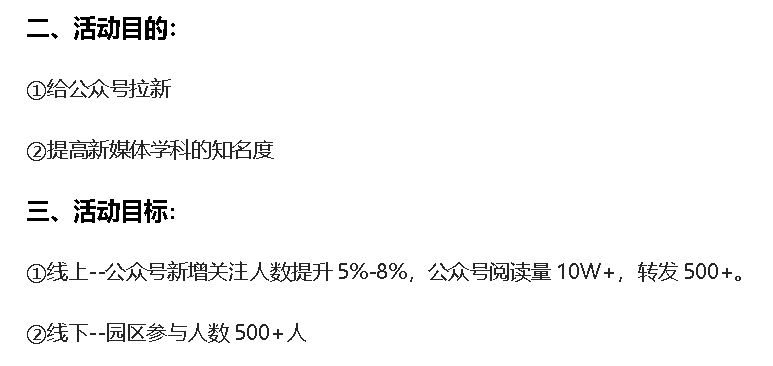 二、活动目的：
①给公众号拉新
②提高新媒体学科的知名度
三、活动目标：
①线上--公众号新增关注人数提升 5%-8%，公众号阅读量 10W+，转发 500+。
②线下--园区参与人数 500+人